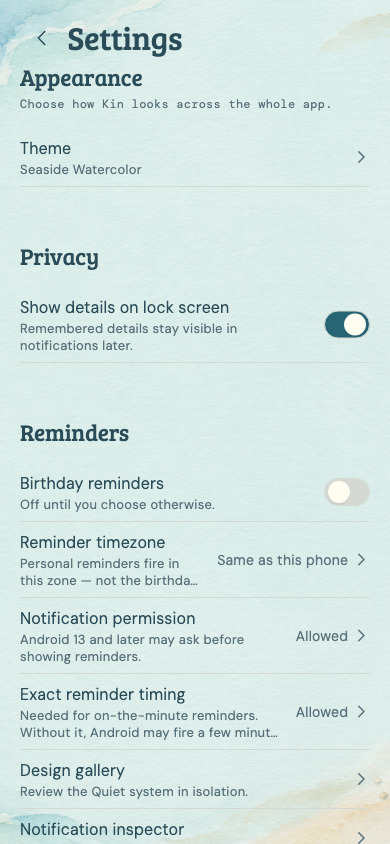 Settings
Appearance
Choose how Kin looks across the whole app.
Theme
Seaside Watercolor
Privacy
Show details on lock screen
Remembered details stay visible in
notifications later.
Reminders
Birthday reminders
Off until you choose otherwise.
Reminder timezone
Personal reminders fire in
this zone — not the birthda…
Same as this phone
Notification permission
Android 13 and later may ask before
showing reminders.
Allowed
Exact reminder timing
Needed for on-the-minute reminders.
Without it, Android may fire a few minut…
Allowed
Design gallery
Review the Quiet system in isolation.
Notification inspector